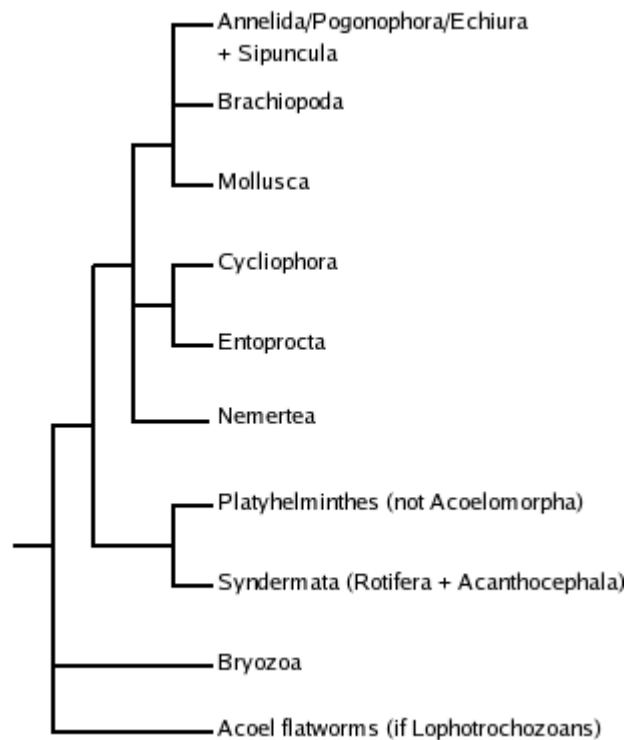 Annelida/Pogonophora/Echiura
+ Sipuncula
Brachiopoda
Mollusca
Cycliophora
Entoprocta
Nemertea
Platyhelminthes (not Acoelomorpha)
Syndermata (Rotifera + Acanthocephala)
Bryozoa
Acoel flatworms (if Lophotrochozoans)